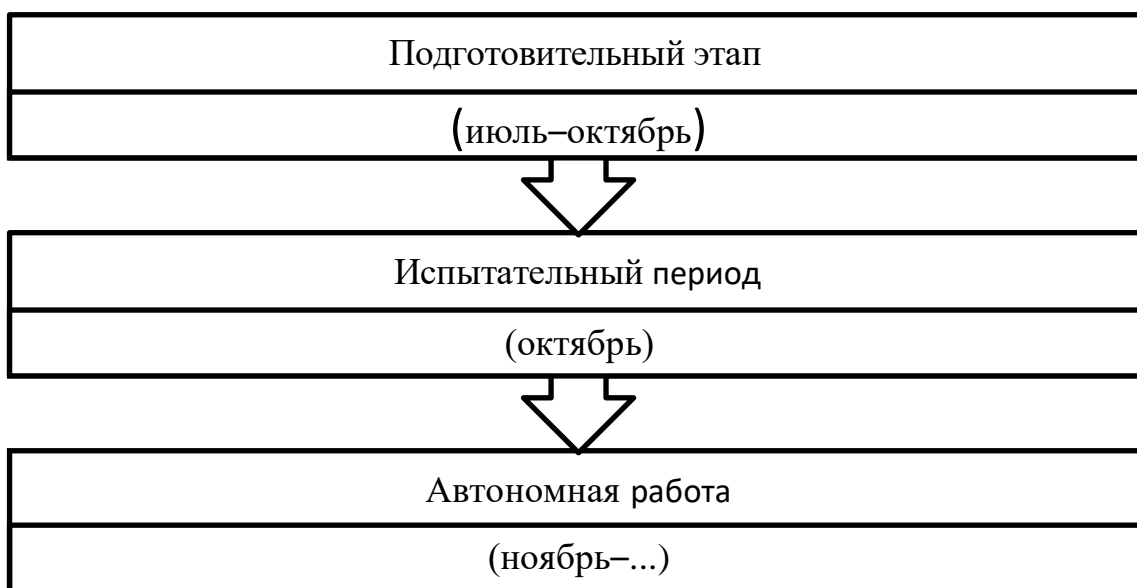 Подготовительный этап
(июль–октябрь)
Испытательный период
(октябрь)
Автономная работа
(ноябрь–...)